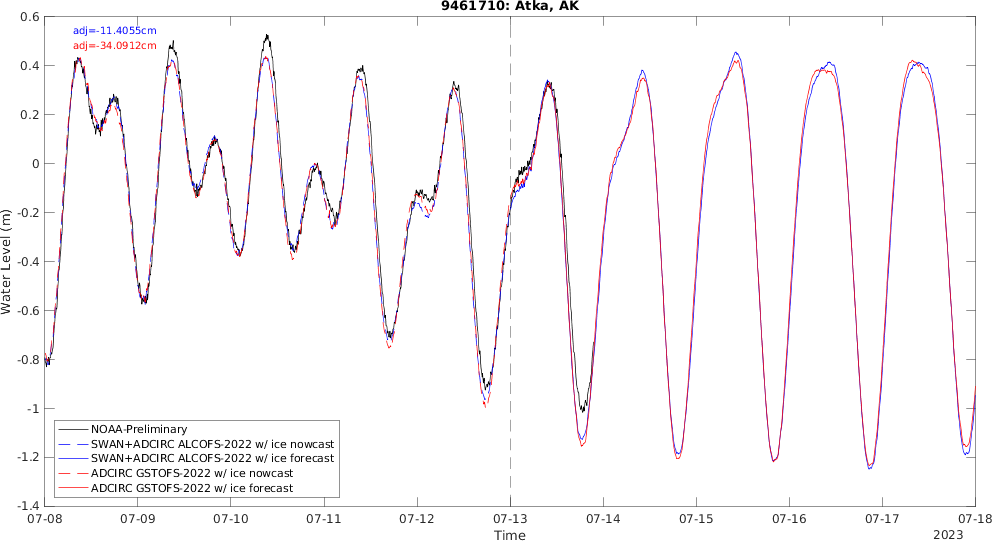 9461710: Atka, AK
adj=-11.4055cm
adj=-34.0912cm
0.6
0.4
0.2
0
-0.2
-0.4
-0.6
-0.8
-1
-1.2
-1.4
Water Level (m)
NOAA-Preliminary
SWAN+ADCIRC ALCOFS-2022 w/ ice nowcast
SWAN+ADCIRC ALCOFS-2022 w/ ice forecast
ADCIRC GSTOFS-2022 w/ ice nowcast
ADCIRC GSTOFS-2022 w/ ice forecast
07-08 07-09 07-10 07-11 07-12 07-13 07-14 07-15 07-16 07-17 07-18
Time
2023